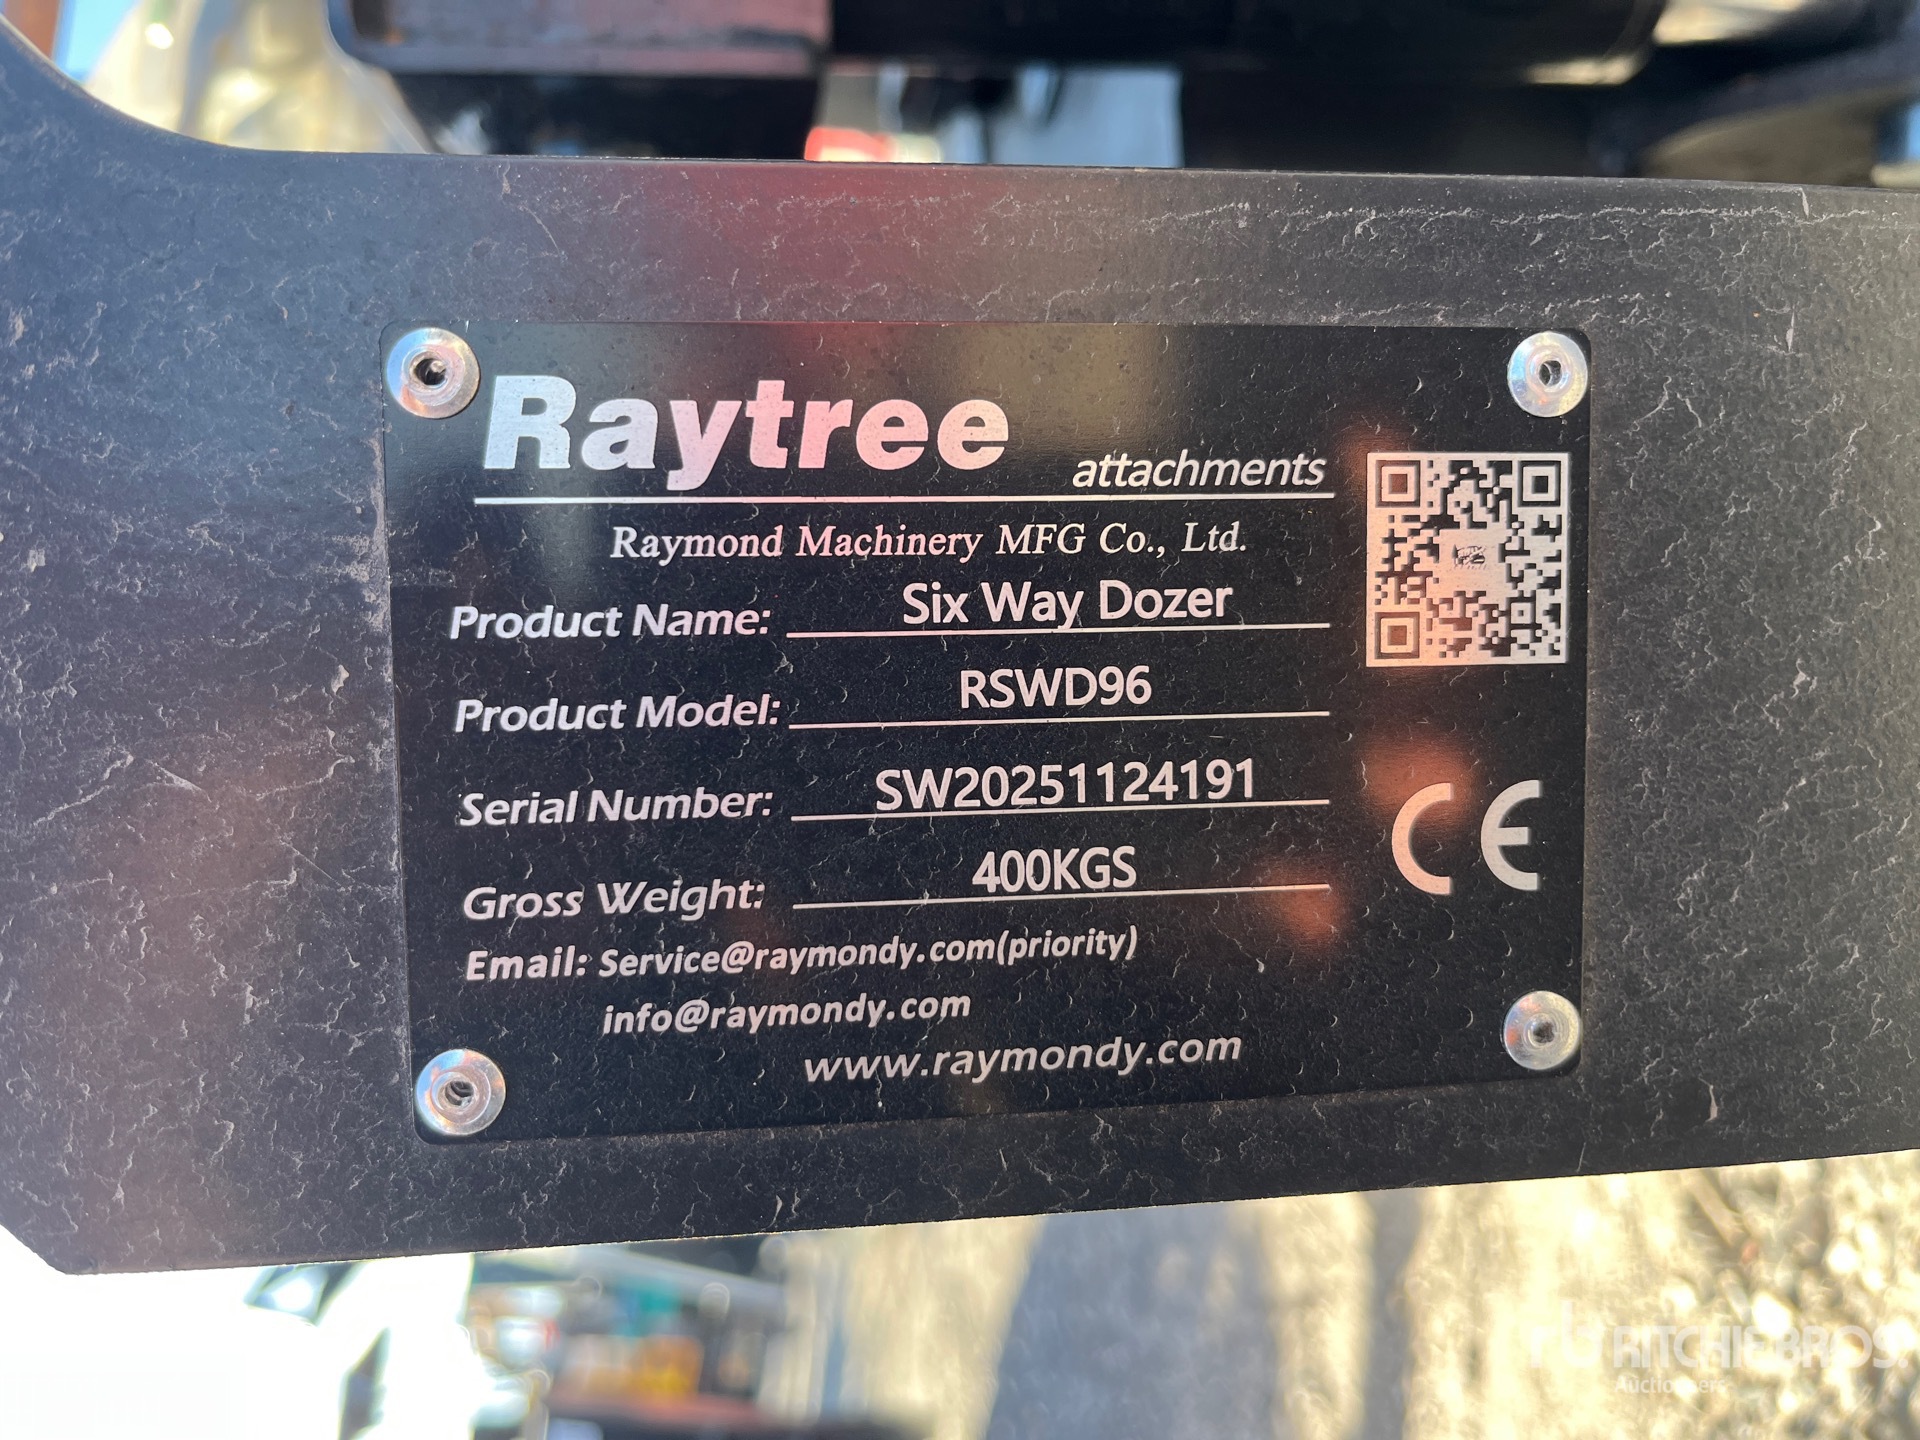 Raytree
attachments
Raymond Machinery MFG Co., Ltd.
Product Name: Six Way Dozer
Product Model: RSWD96
Serial Number: SW20251124191
Gross Weight: 400KGS
CE
Email: Service@raymondy.com(priority)
info@raymondy.com
www.raymondy.com
rb RITCHIE BROS.
Auctioneers